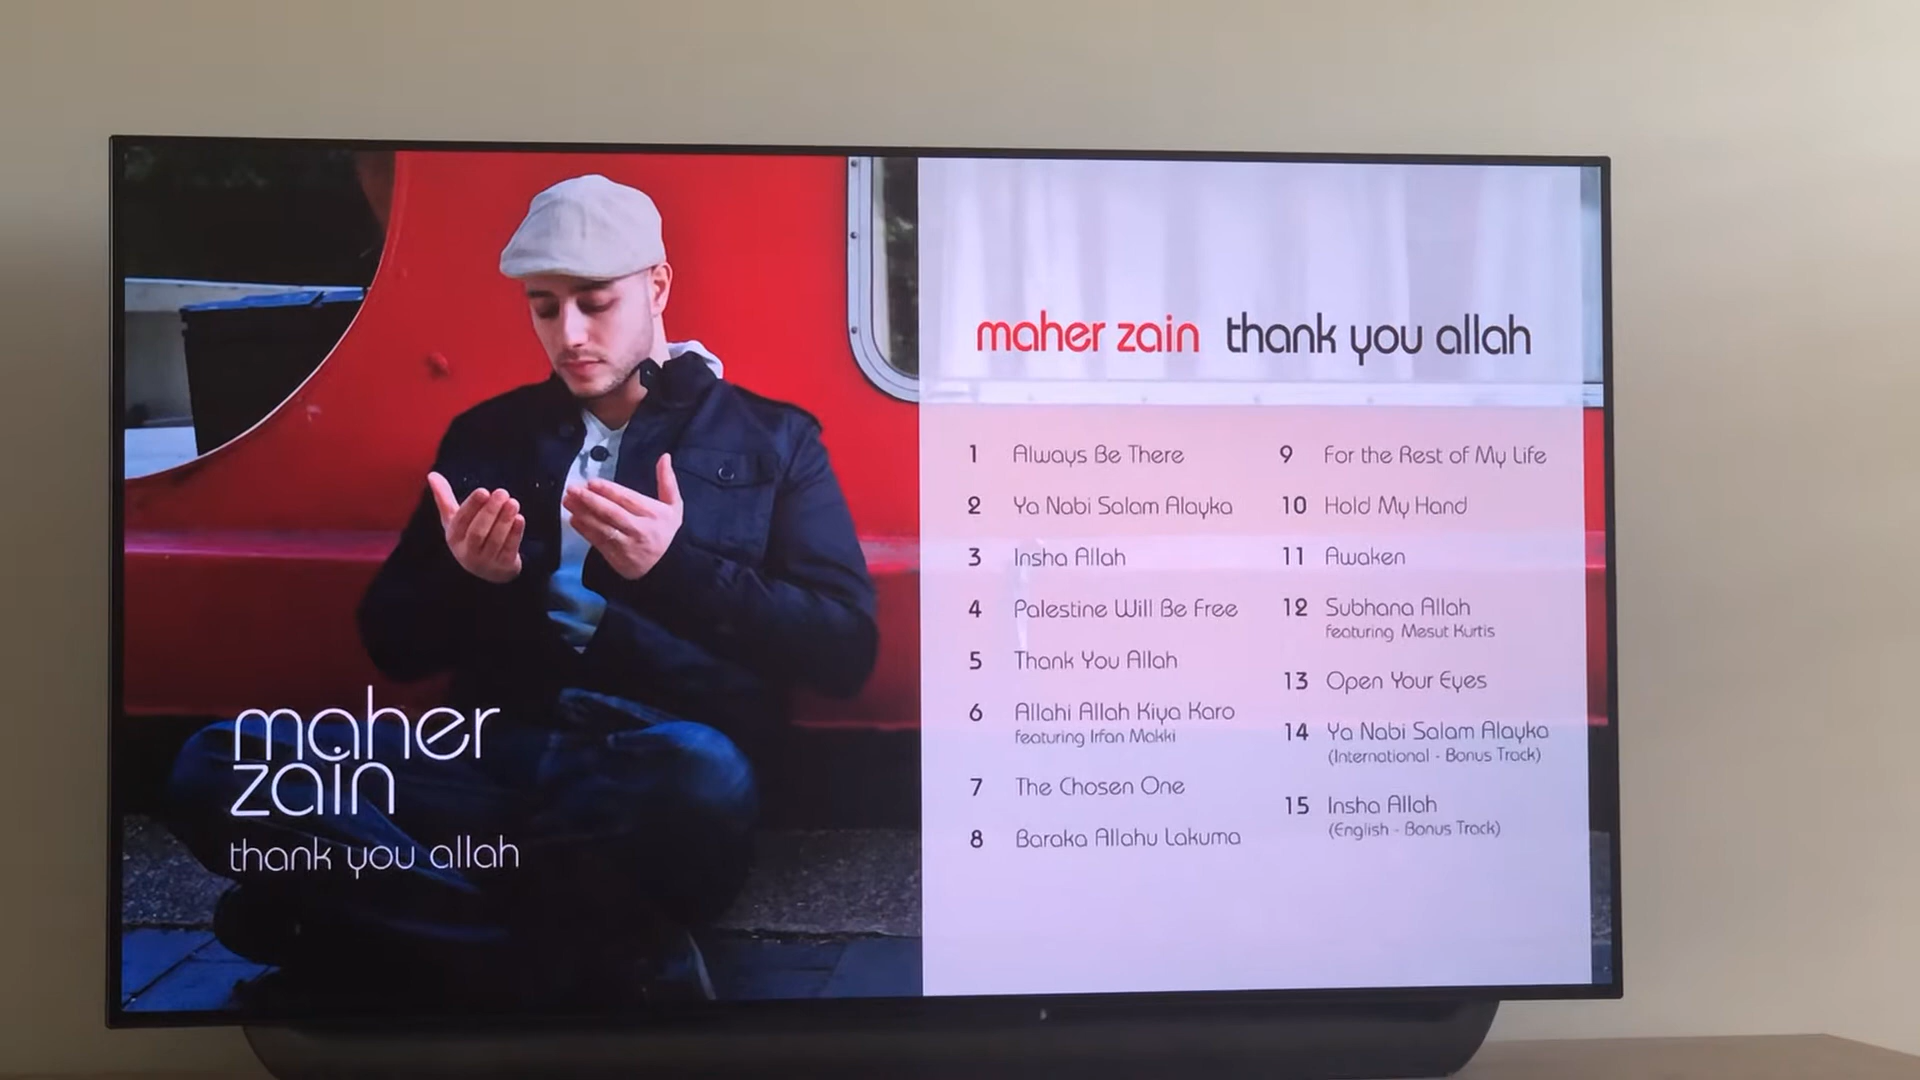 maher
zain
thank you allah
maher zain thank you allah
1 Always Be There
2 Ya Nabi Salam Alayka
3 Insha Allah
4 Palestine Will Be Free
5 Thank You Allah
6 Allahi Allah Kiya Karo
featuring Irfan Makki
7 The Chosen One
8 Baraka Allahu Lakuma
9 For the Rest of My Life
10 Hold My Hand
11 Awaken
12 Subhana Allah
featuring Mesut Kurtis
13 Open Your Eyes
14 Ya Nabi Salam Alayka
(International - Bonus Track)
15 Insha Allah
(English - Bonus Track)